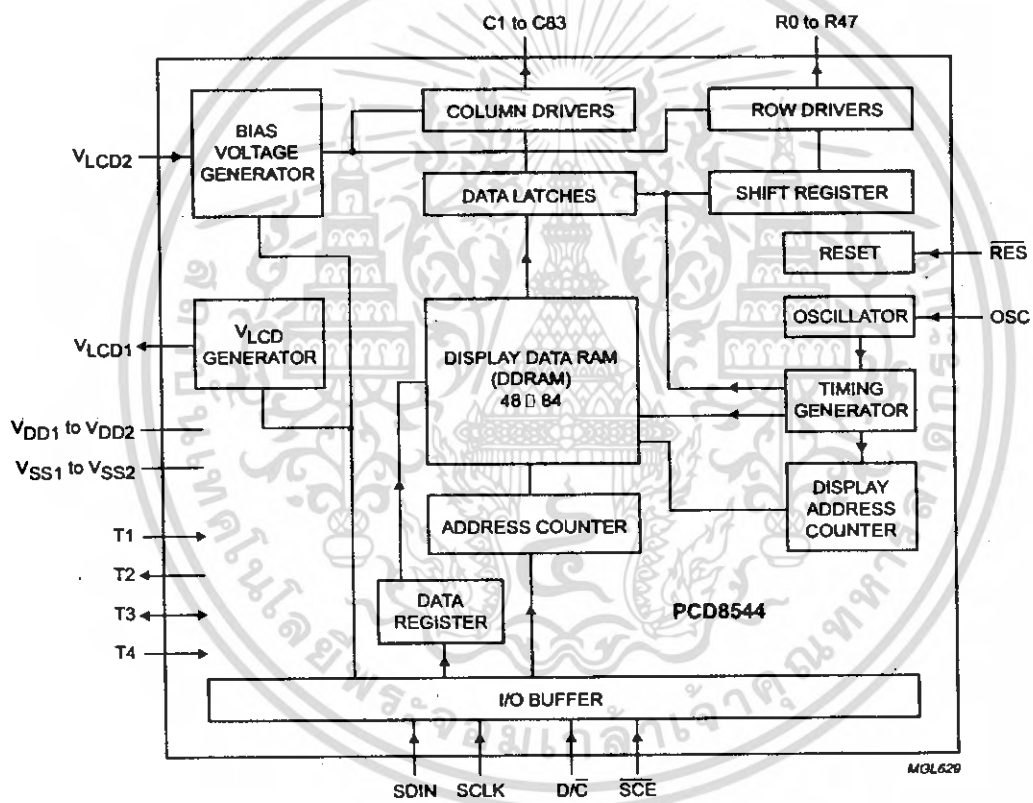 C1 to C83
R0 to R47
BIAS
VOLTAGE
GENERATOR
COLUMN DRIVERS
ROW DRIVERS
VLCD2
DATA LATCHES
SHIFT REGISTER
RESET
RES
OSCILLATOR
OSC
VLCD
GENERATOR
VLCD1
DISPLAY DATA RAM
(DDRAM)
48 □ 84
TIMING
GENERATOR
VDD1 to VDD2
VSS1 to VSS2
DISPLAY
ADDRESS
COUNTER
ADDRESS COUNTER
T1
T2
T3
T4
DATA
REGISTER
PCD8544
I/O BUFFER
SDIN
SCLK
D/C̅
S̅C̅E̅
MGL629